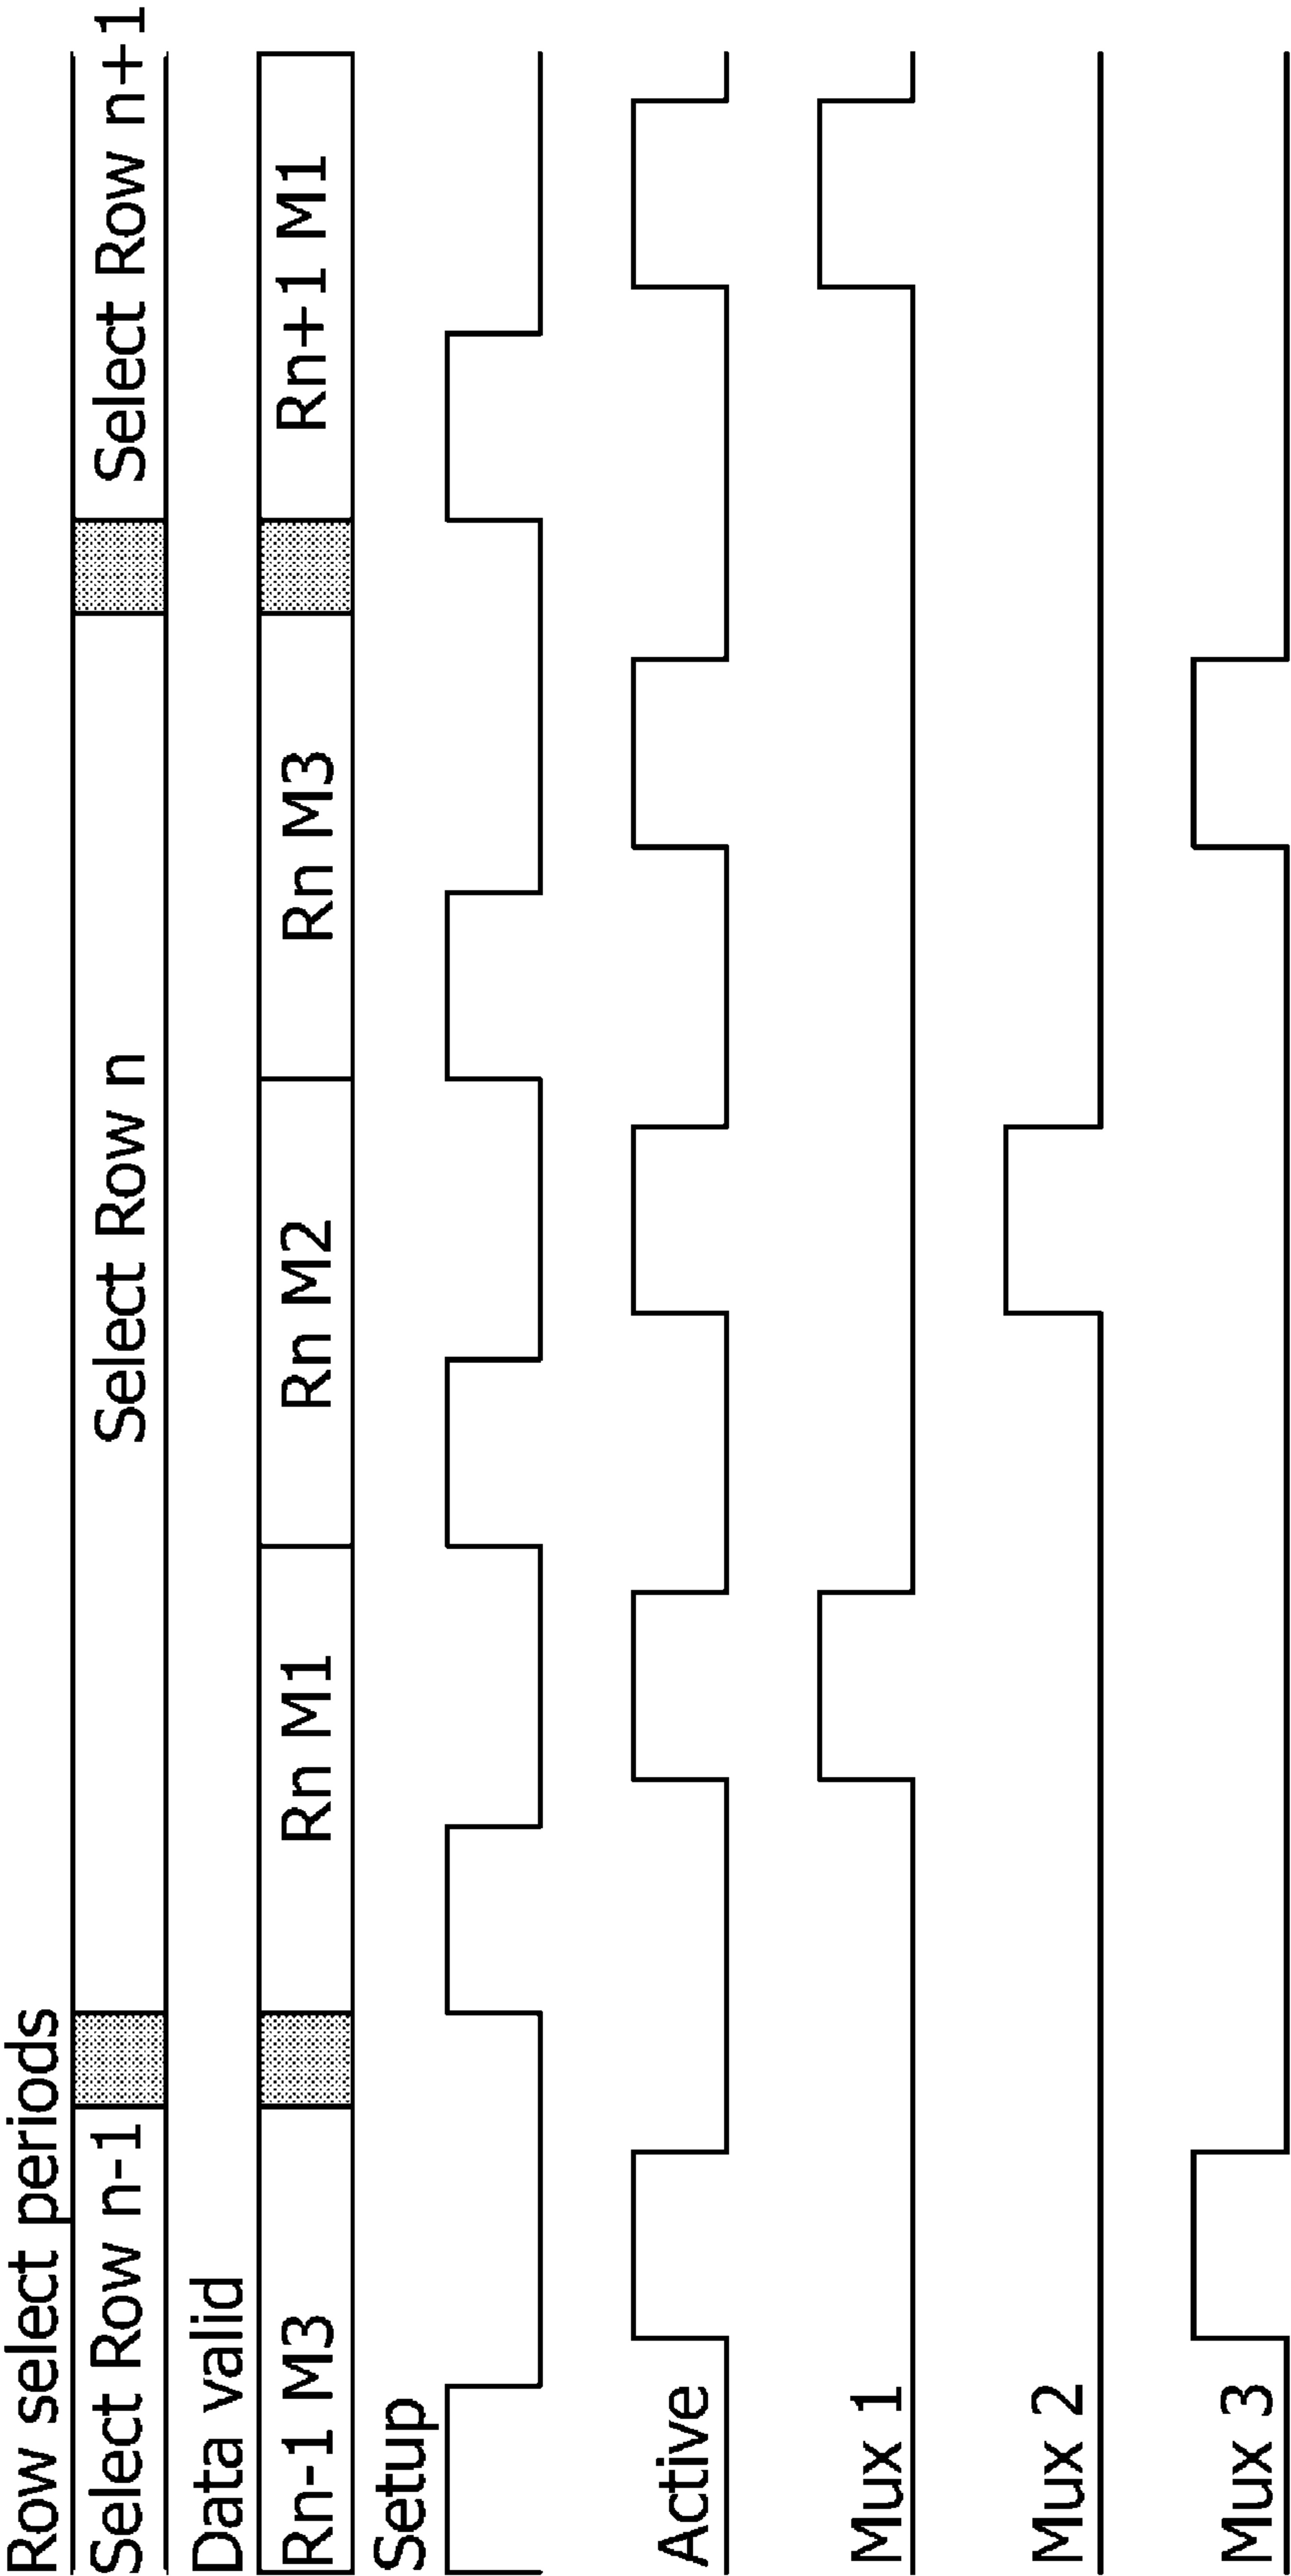 Row select periods
Select Row n-1 Select Row n Select Row n+1
Data valid
Rn-1 M3 Rn M1 Rn M2 Rn M3 Rn+1 M1
Setup
Active
Mux 1
Mux 2
Mux 3